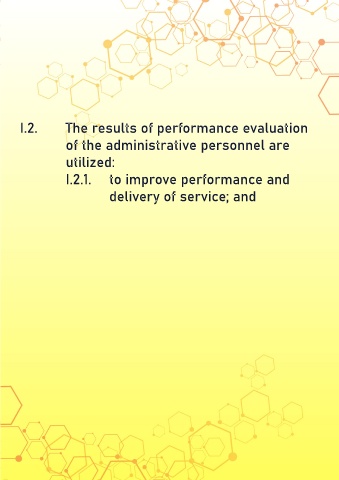 I.2. The results of performance evaluation
of the administrative personnel are
utilized:
I.2.1. to improve performance and
delivery of service; and